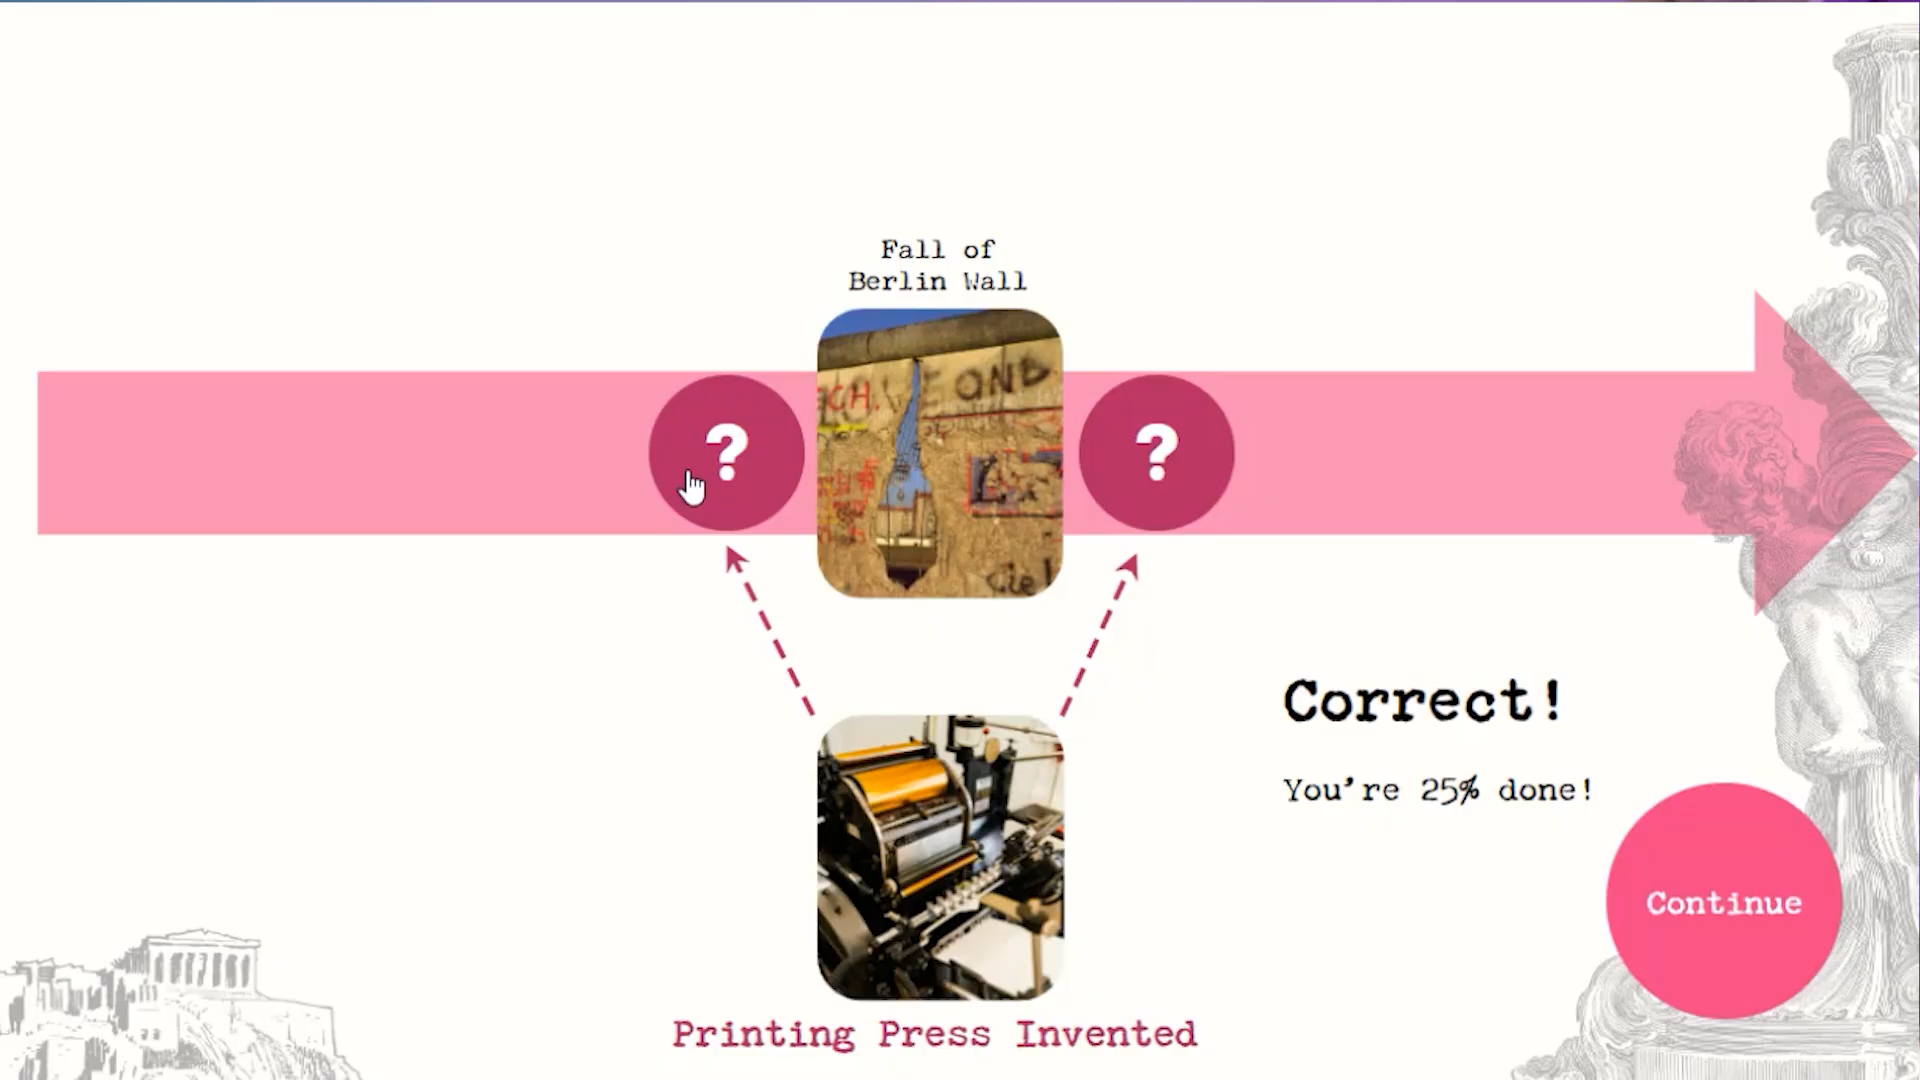 Fall of
Berlin Wall
?
?
Correct!
You're 25% done!
Continue
Printing Press Invented